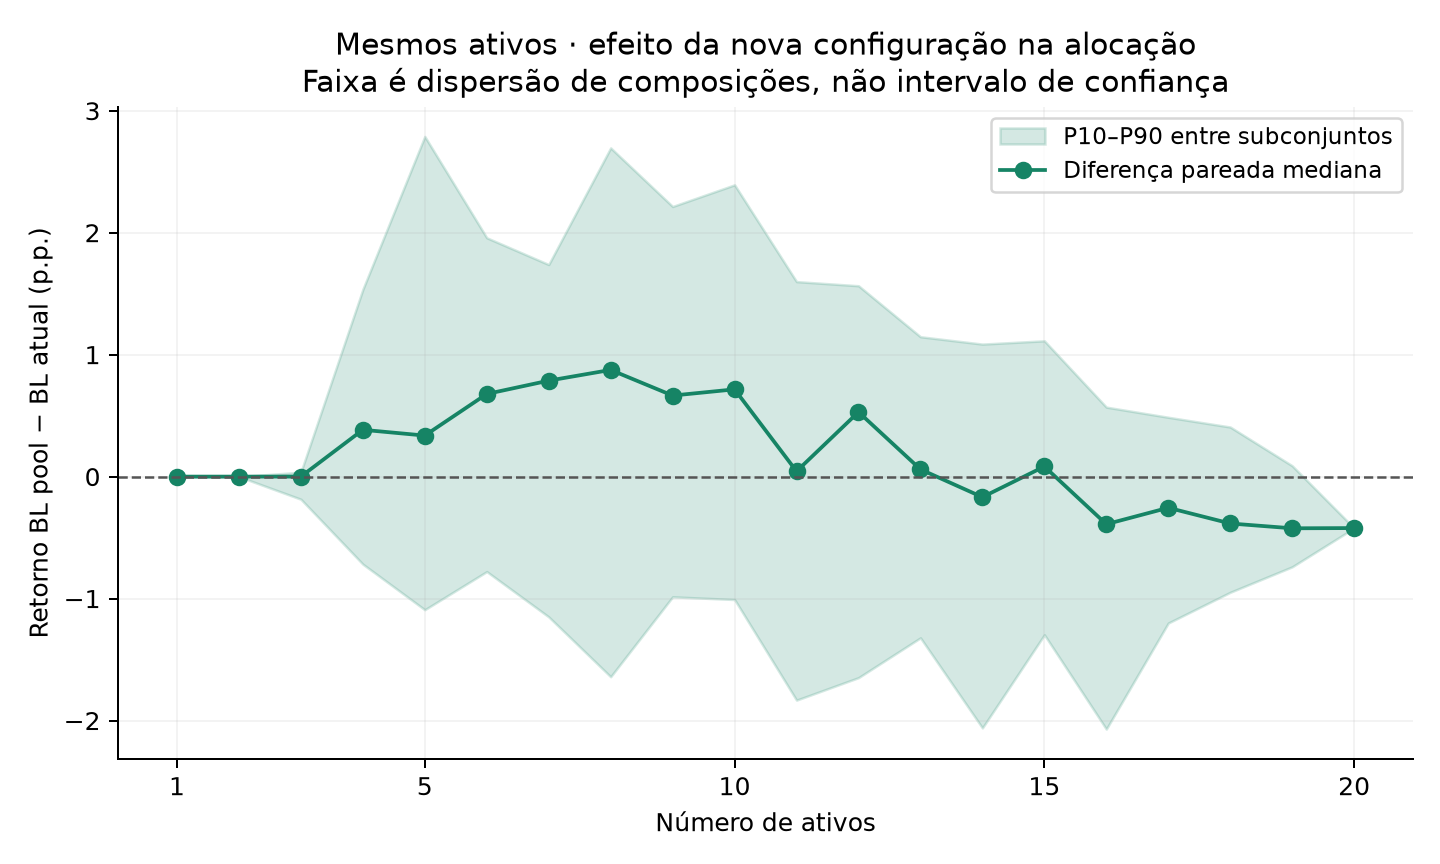 Mesmos ativos · efeito da nova configuração na alocação
Faixa é dispersão de composições, não intervalo de confiança
P10–P90 entre subconjuntos
Diferença pareada mediana
Retorno BL pool − BL atual (p.p.)
3
2
1
0
−1
−2
1
5
10
15
20
Número de ativos